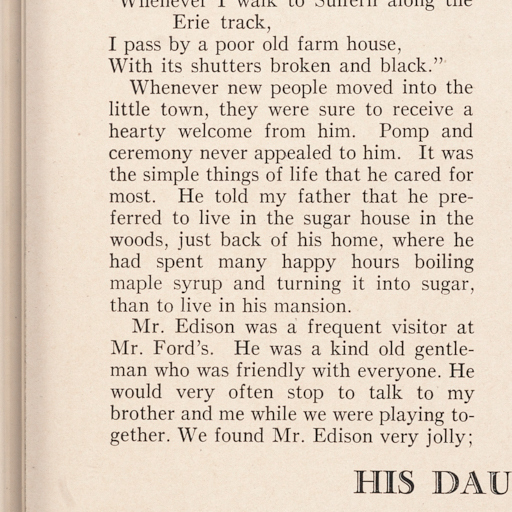 "Whenever I walk to Suffern along the
Erie track,
I pass by a poor old farm house,
With its shutters broken and black."
Whenever new people moved into the
little town, they were sure to receive a
hearty welcome from him. Pomp and
ceremony never appealed to him. It was
the simple things of life that he cared for
most. He told my father that he pre-
ferred to live in the sugar house in the
woods, just back of his home, where he
had spent many happy hours boiling
maple syrup and turning it into sugar,
than to live in his mansion.
Mr. Edison was a frequent visitor at
Mr. Ford's. He was a kind old gentle-
man who was friendly with everyone. He
would very often stop to talk to my
brother and me while we were playing to-
gether. We found Mr. Edison very jolly;
HIS DAU